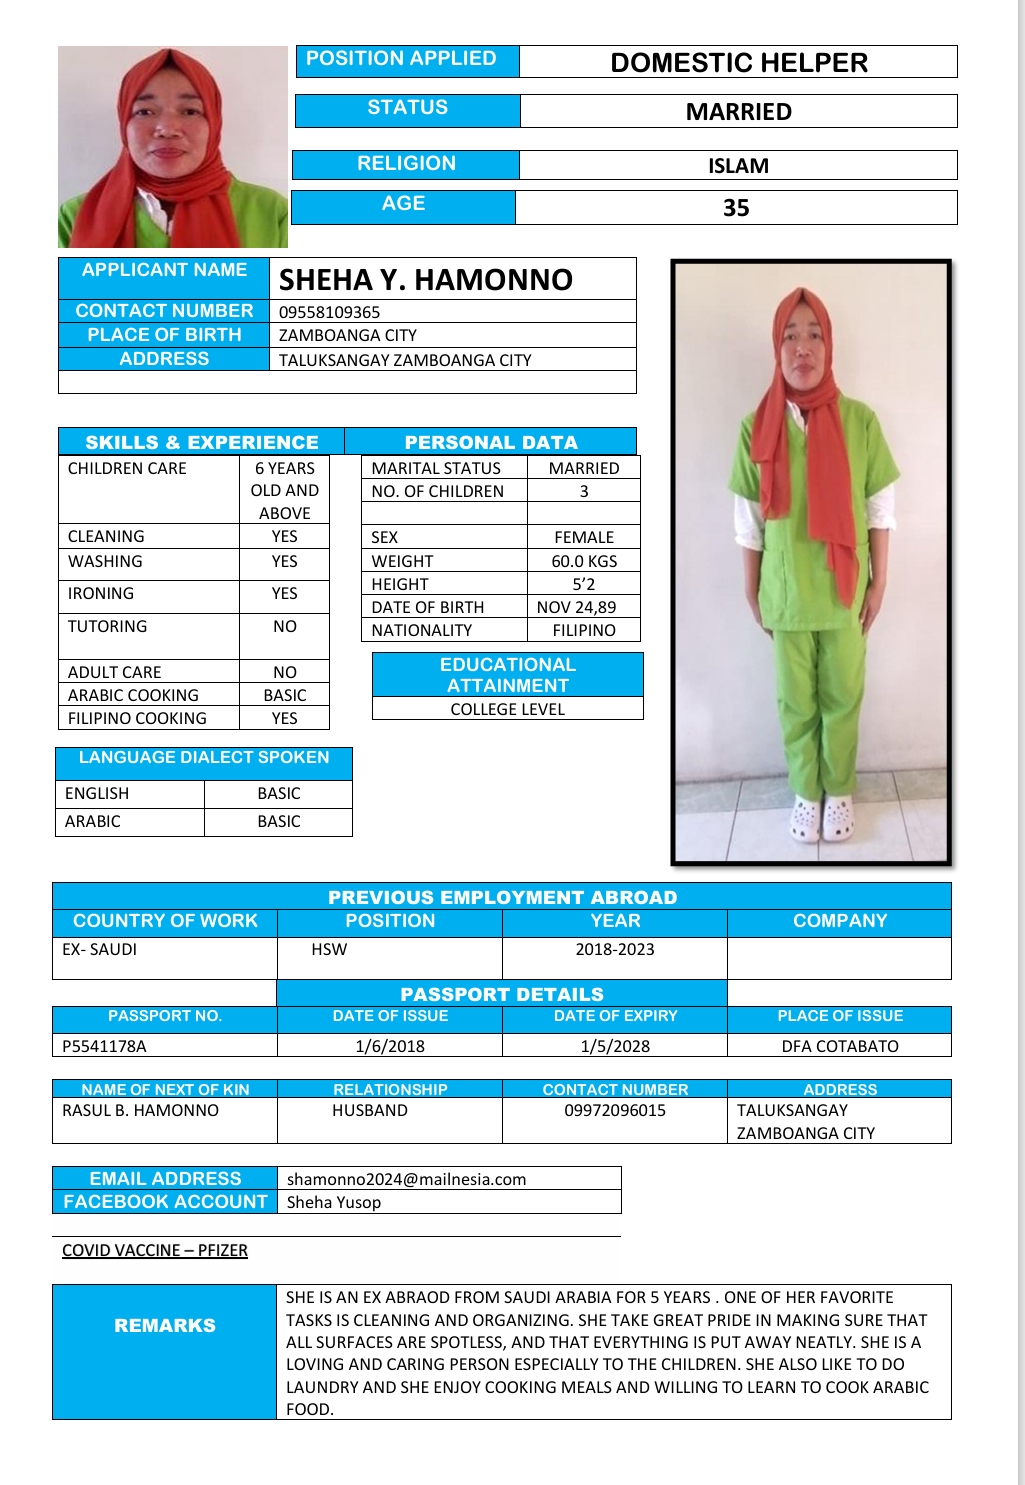 POSITION APPLIED DOMESTIC HELPER
STATUS MARRIED
RELIGION ISLAM
AGE 35
APPLICANT NAME SHEHA Y. HAMONNO
CONTACT NUMBER 09558109365
PLACE OF BIRTH ZAMBOANGA CITY
ADDRESS TALUKSANGAY ZAMBOANGA CITY
SKILLS & EXPERIENCE
CHILDREN CARE 6 YEARS
OLD AND
ABOVE
CLEANING YES
WASHING YES
IRONING YES
TUTORING NO
ADULT CARE NO
ARABIC COOKING BASIC
FILIPINO COOKING YES
PERSONAL DATA
MARITAL STATUS MARRIED
NO. OF CHILDREN 3
SEX FEMALE
WEIGHT 60.0 KGS
HEIGHT 5’2
DATE OF BIRTH NOV 24,89
NATIONALITY FILIPINO
EDUCATIONAL
ATTAINMENT
COLLEGE LEVEL
LANGUAGE DIALECT SPOKEN
ENGLISH BASIC
ARABIC BASIC
PREVIOUS EMPLOYMENT ABROAD
COUNTRY OF WORK POSITION YEAR COMPANY
EX- SAUDI HSW 2018-2023
PASSPORT DETAILS
PASSPORT NO. DATE OF ISSUE DATE OF EXPIRY PLACE OF ISSUE
P5541178A 1/6/2018 1/5/2028 DFA COTABATO
NAME OF NEXT OF KIN RELATIONSHIP CONTACT NUMBER ADDRESS
RASUL B. HAMONNO HUSBAND 09972096015 TALUKSANGAY
ZAMBOANGA CITY
EMAIL ADDRESS shamonno2024@mailnesia.com
FACEBOOK ACCOUNT Sheha Yusop
COVID VACCINE – PFIZER
REMARKS
SHE IS AN EX ABRAOD FROM SAUDI ARABIA FOR 5 YEARS . ONE OF HER FAVORITE
TASKS IS CLEANING AND ORGANIZING. SHE TAKE GREAT PRIDE IN MAKING SURE THAT
ALL SURFACES ARE SPOTLESS, AND THAT EVERYTHING IS PUT AWAY NEATLY. SHE IS A
LOVING AND CARING PERSON ESPECIALLY TO THE CHILDREN. SHE ALSO LIKE TO DO
LAUNDRY AND SHE ENJOY COOKING MEALS AND WILLING TO LEARN TO COOK ARABIC
FOOD.